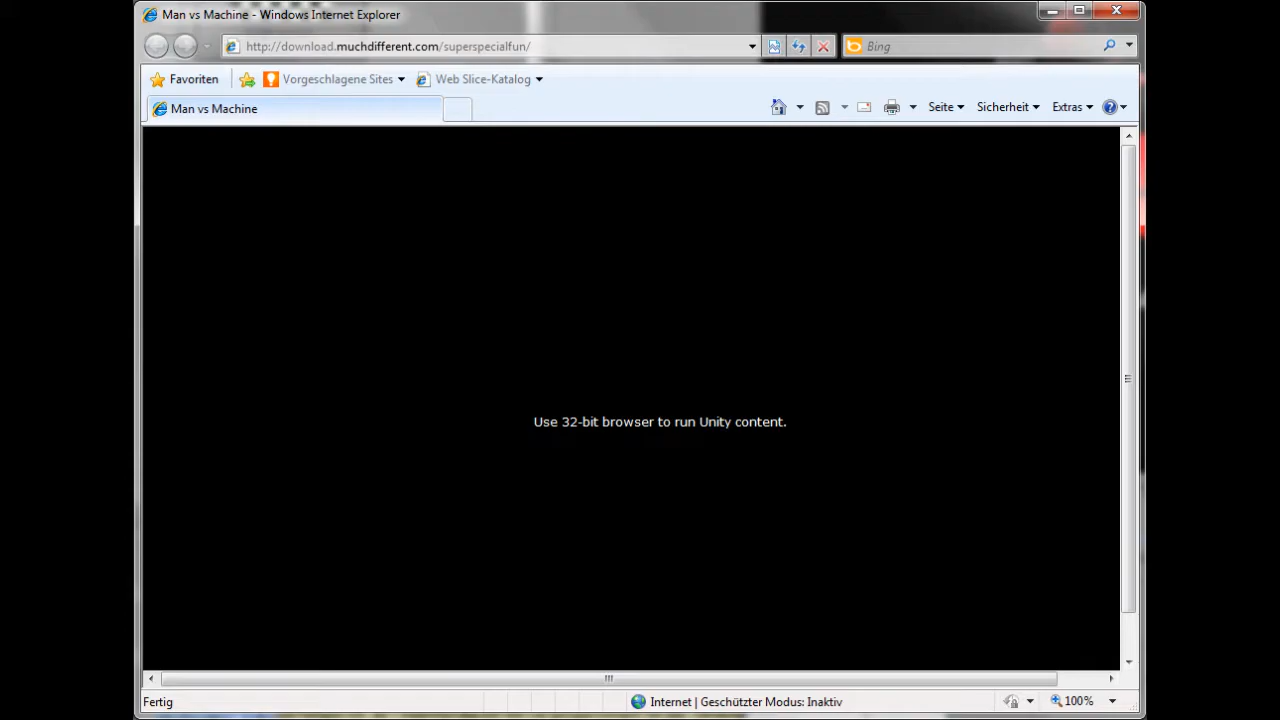 Man vs Machine - Windows Internet Explorer
http://download.muchdifferent.com/superspecialfun/
Bing
Favoriten
Vorgeschlagene Sites
Web Slice-Katalog
Man vs Machine
Seite
Sicherheit
Extras
Use 32-bit browser to run Unity content.
Fertig
Internet | Geschützter Modus: Inaktiv
100%